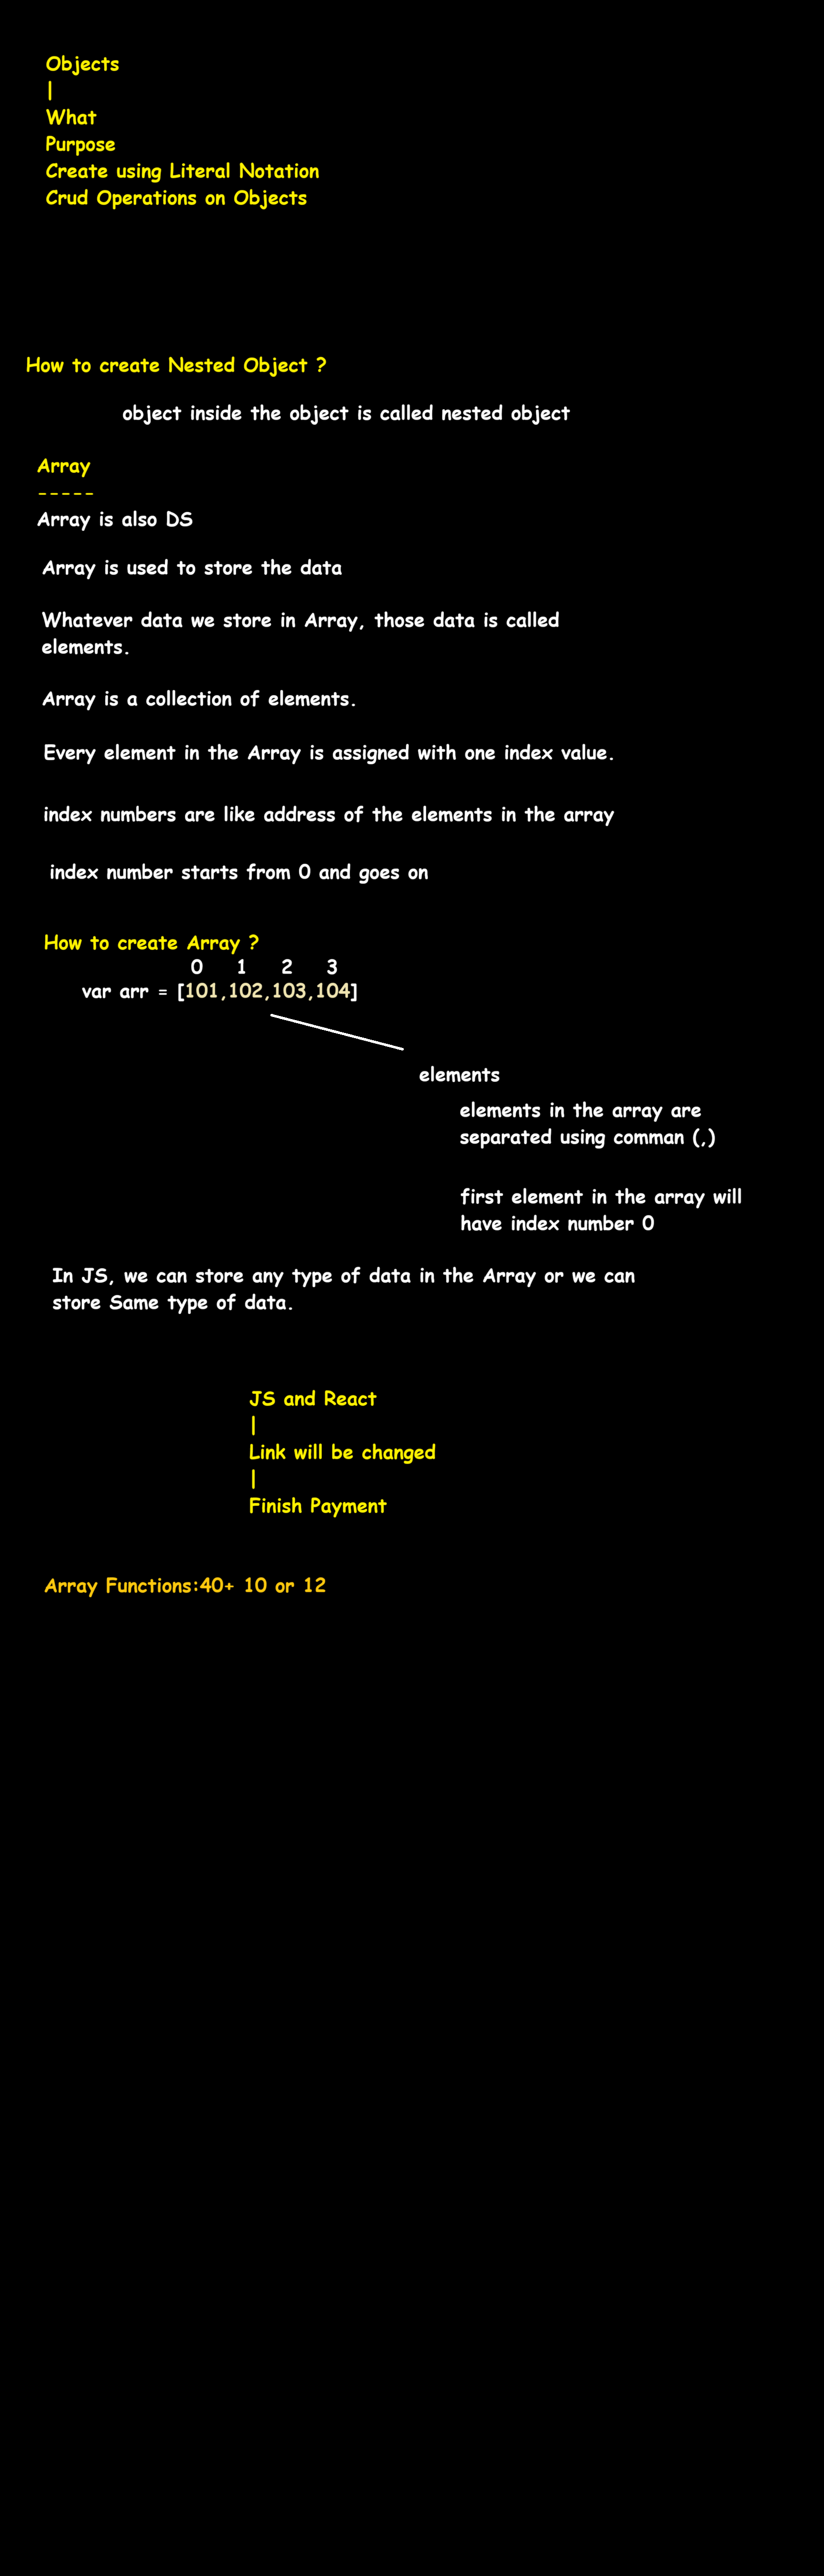 Objects
|
What
Purpose
Create using Literal Notation
Crud Operations on Objects
How to create Nested Object ?
object inside the object is called nested object
Array
-----
Array is also DS
Array is used to store the data
Whatever data we store in Array, those data is called
elements.
Array is a collection of elements.
Every element in the Array is assigned with one index value.
index numbers are like address of the elements in the array
index number starts from 0 and goes on
How to create Array ?
0 1 2 3
var arr = [101,102,103,104]
elements
elements in the array are
separated using comman (,)
first element in the array will
have index number 0
In JS, we can store any type of data in the Array or we can
store Same type of data.
JS and React
|
Link will be changed
|
Finish Payment
Array Functions:40+ 10 or 12